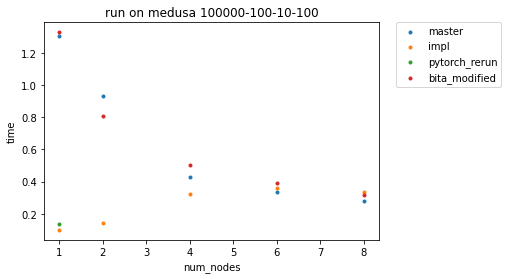 run on medusa 100000-100-10-100
master
impl
pytorch_rerun
bita_modified
time
1.2
1.0
0.8
0.6
0.4
0.2
1 2 3 4 5 6 7 8
num_nodes